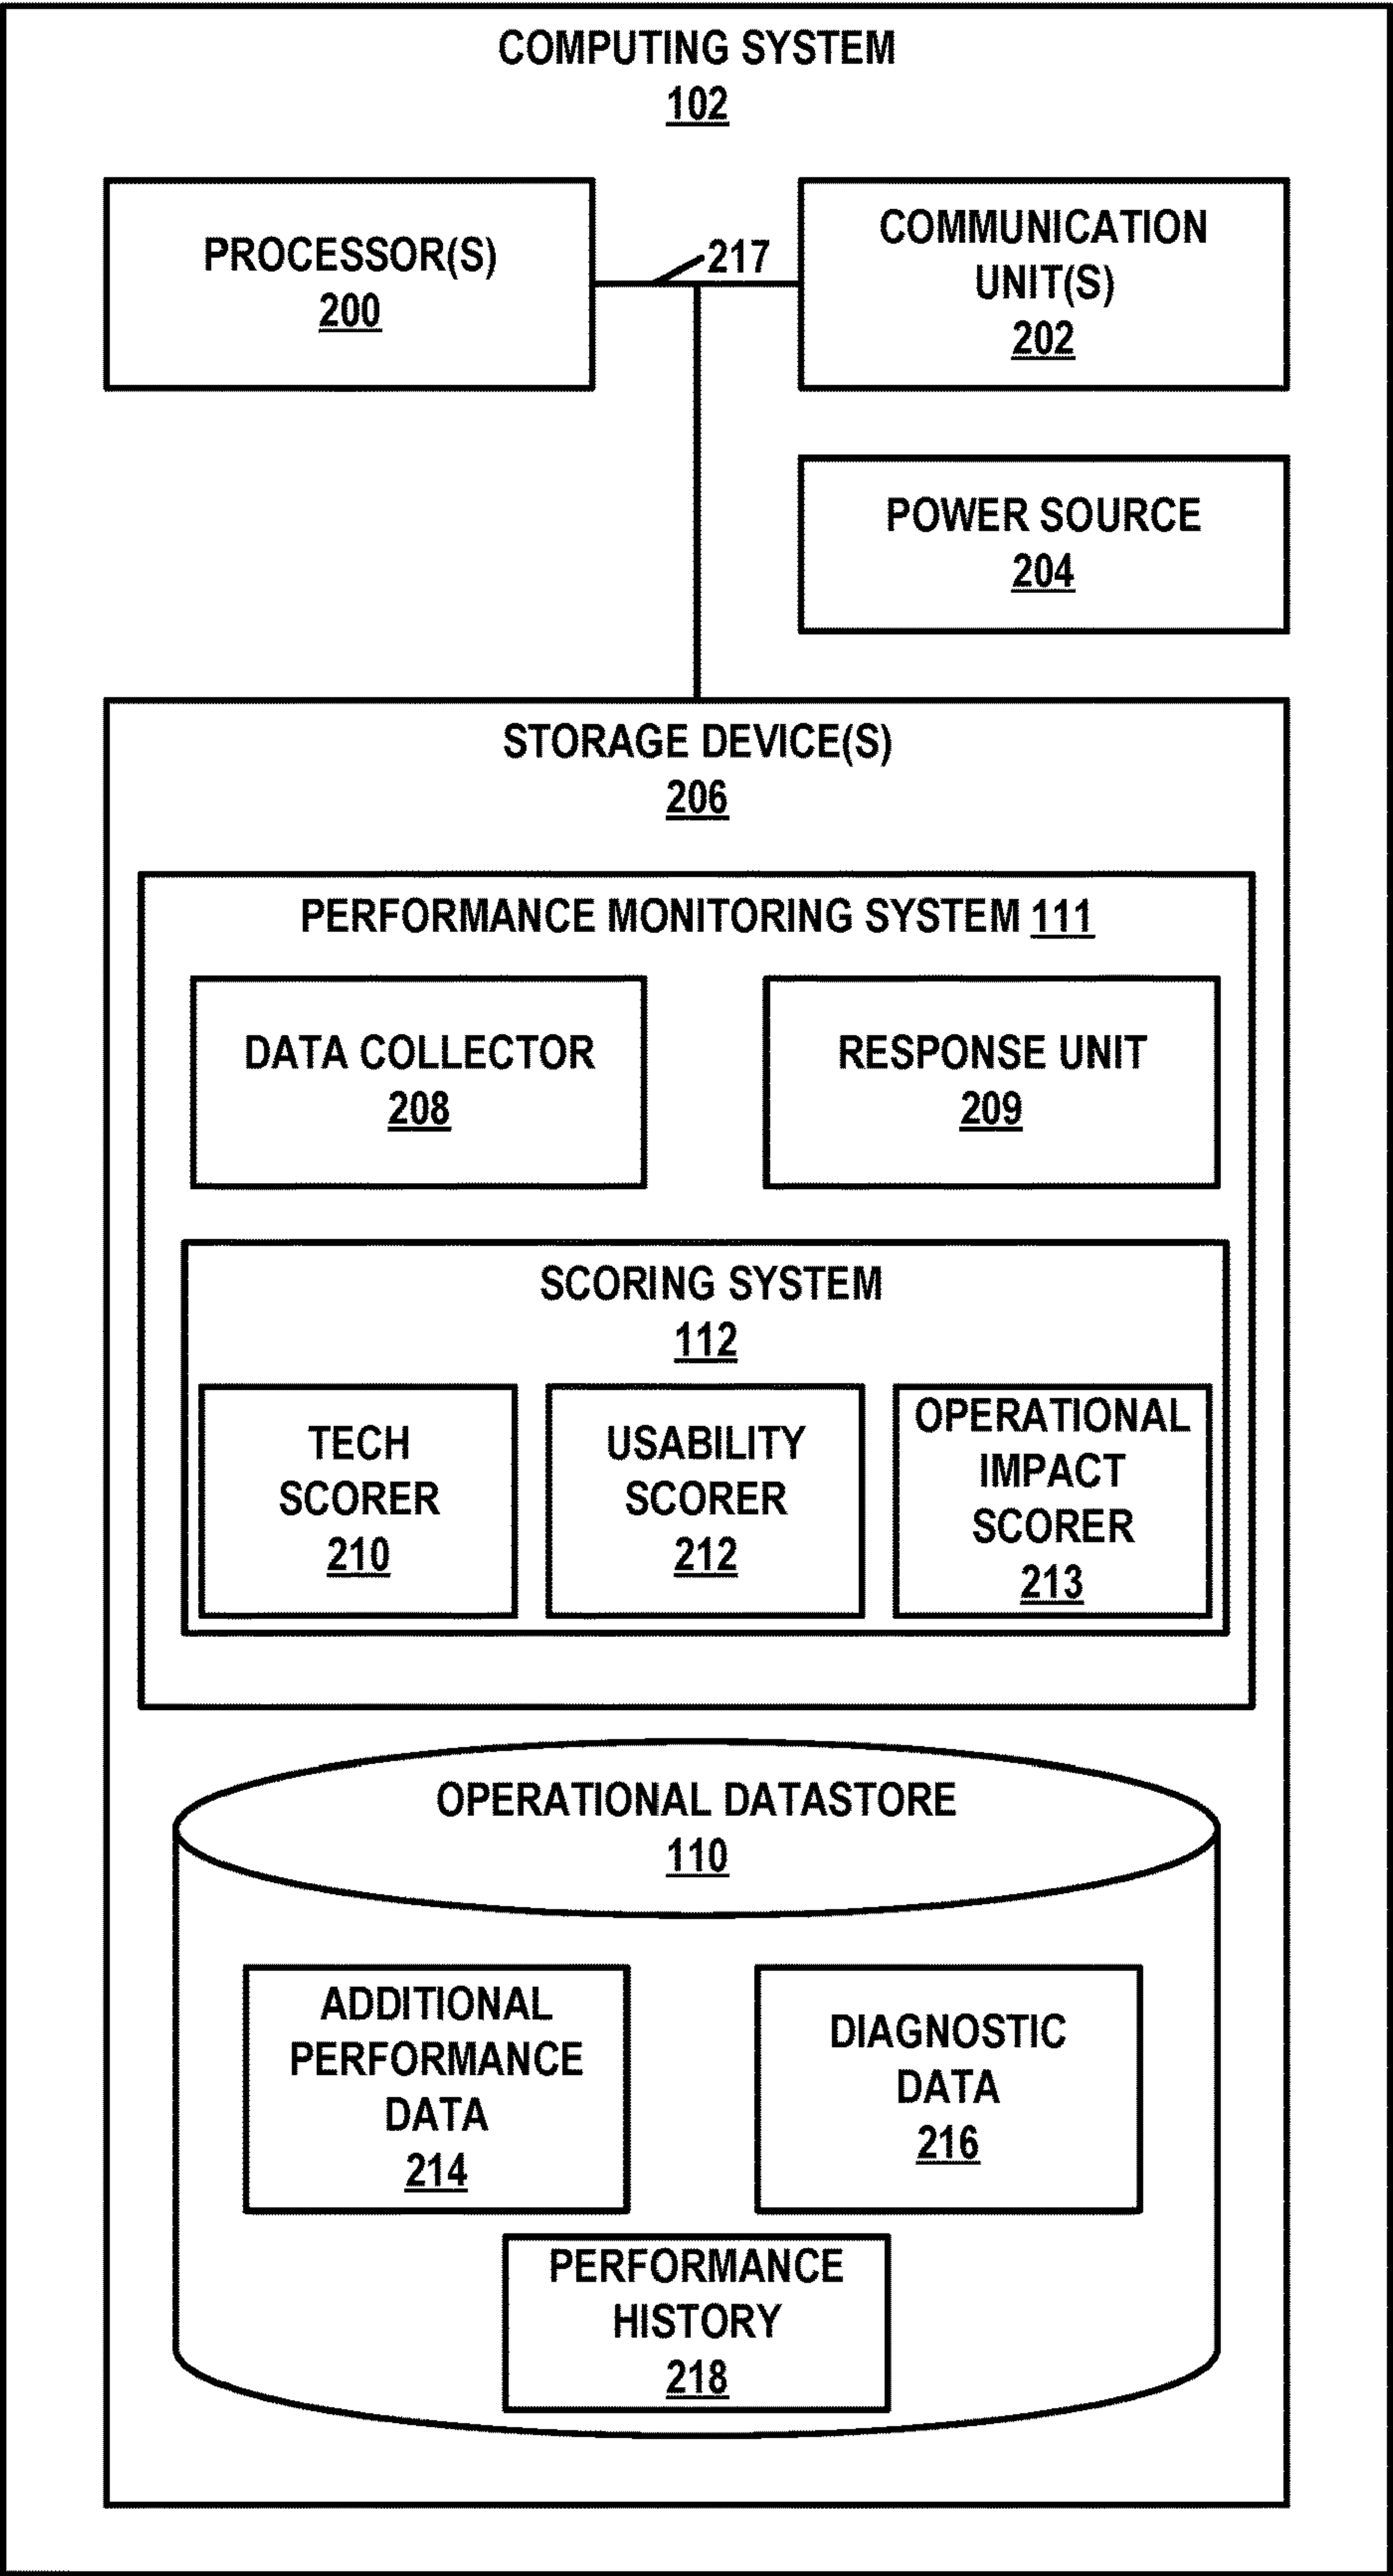 COMPUTING SYSTEM
102
PROCESSOR(S)
200
217
COMMUNICATION
UNIT(S)
202
POWER SOURCE
204
STORAGE DEVICE(S)
206
PERFORMANCE MONITORING SYSTEM 111
DATA COLLECTOR
208
RESPONSE UNIT
209
SCORING SYSTEM
112
TECH
SCORER
210
USABILITY
SCORER
212
OPERATIONAL
IMPACT
SCORER
213
OPERATIONAL DATASTORE
110
ADDITIONAL
PERFORMANCE
DATA
214
DIAGNOSTIC
DATA
216
PERFORMANCE
HISTORY
218